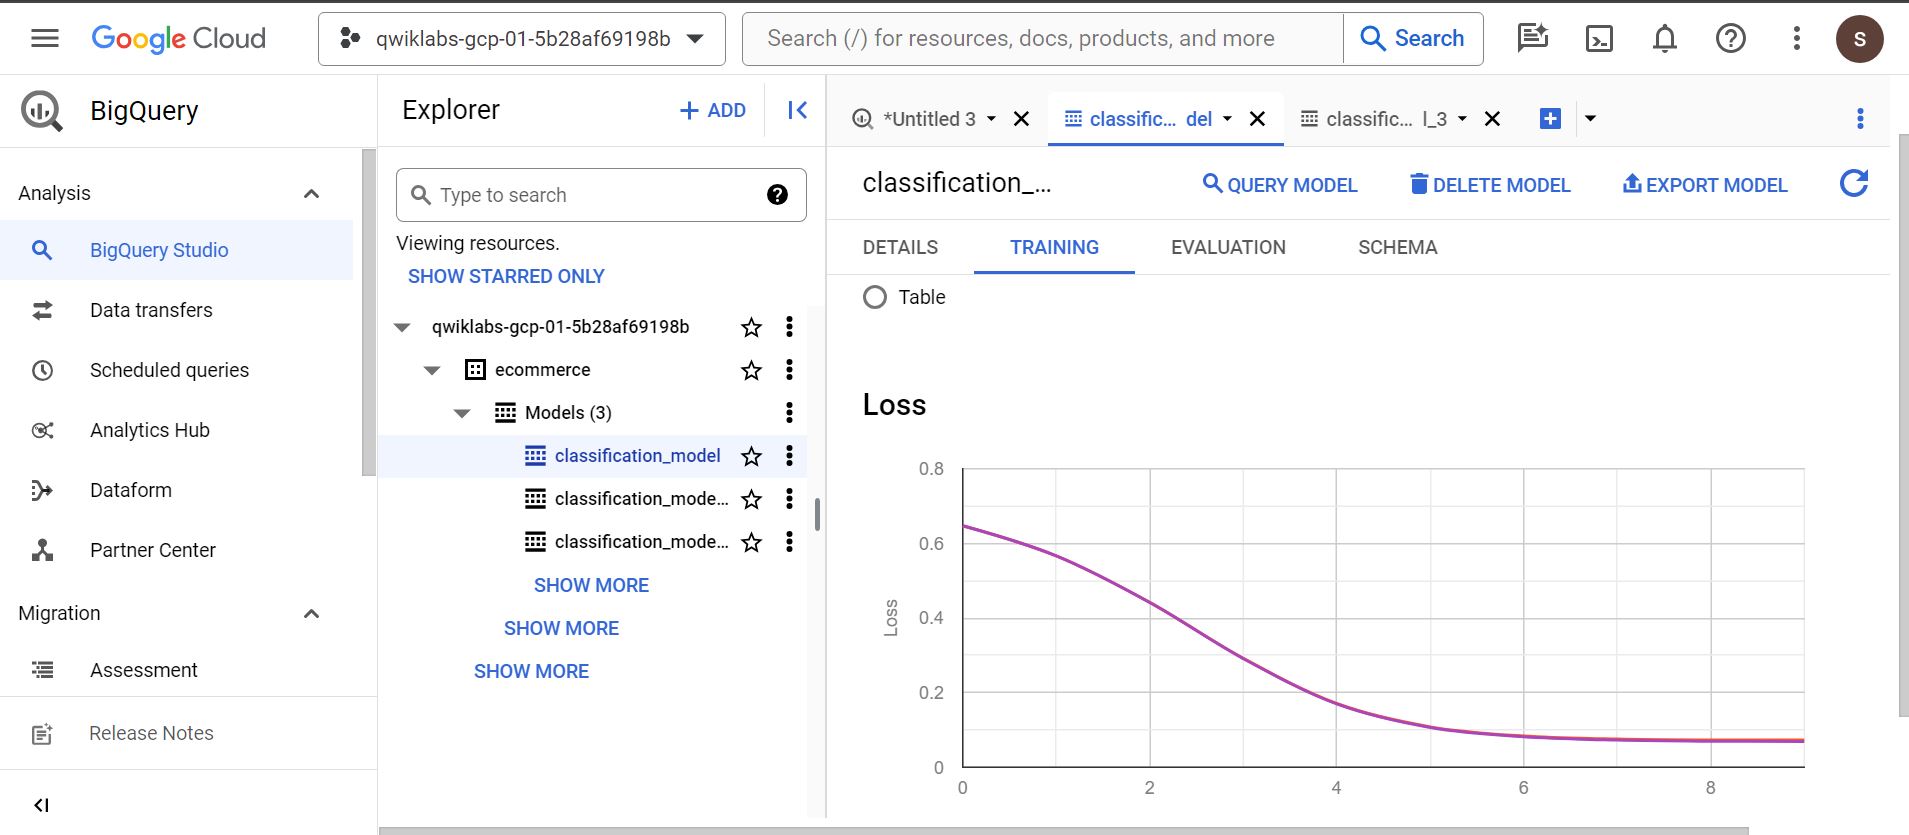 Google Cloud
qwiklabs-gcp-01-5b28af69198b
Search (/) for resources, docs, products, and more
Search
S
BigQuery
Analysis
BigQuery Studio
Data transfers
Scheduled queries
Analytics Hub
Dataform
Partner Center
Migration
Assessment
Release Notes
Explorer
+ ADD
Type to search
Viewing resources.
SHOW STARRED ONLY
qwiklabs-gcp-01-5b28af69198b
ecommerce
Models (3)
classification_model
classification_mode...
classification_mode...
SHOW MORE
SHOW MORE
SHOW MORE
*Untitled 3
classific... del
classific... l_3
classification_...
QUERY MODEL
DELETE MODEL
EXPORT MODEL
DETAILS
TRAINING
EVALUATION
SCHEMA
Table
Loss
Loss
0.8
0.6
0.4
0.2
0
0 2 4 6 8